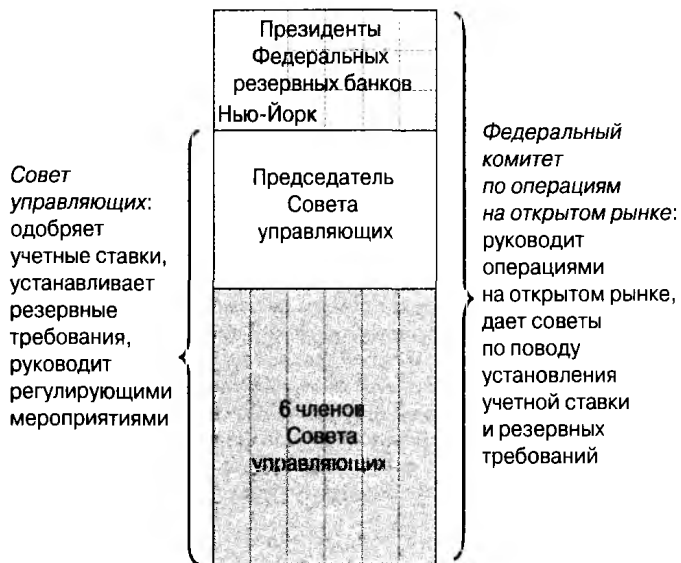 Президенты
Федеральных
резервных банков
Нью-Йорк
Совет
управляющих:
одобряет
учетные ставки,
устанавливает
резервные
требования,
руководит
регулирующими
мероприятиями
Председатель
Совета
управляющих
6 членов
Совета
управляющих
Федеральный
комитет
по операциям
на открытом рынке:
руководит
операциями
на открытом рынке,
дает советы
по поводу
установления
учетной ставки
и резервных
требований